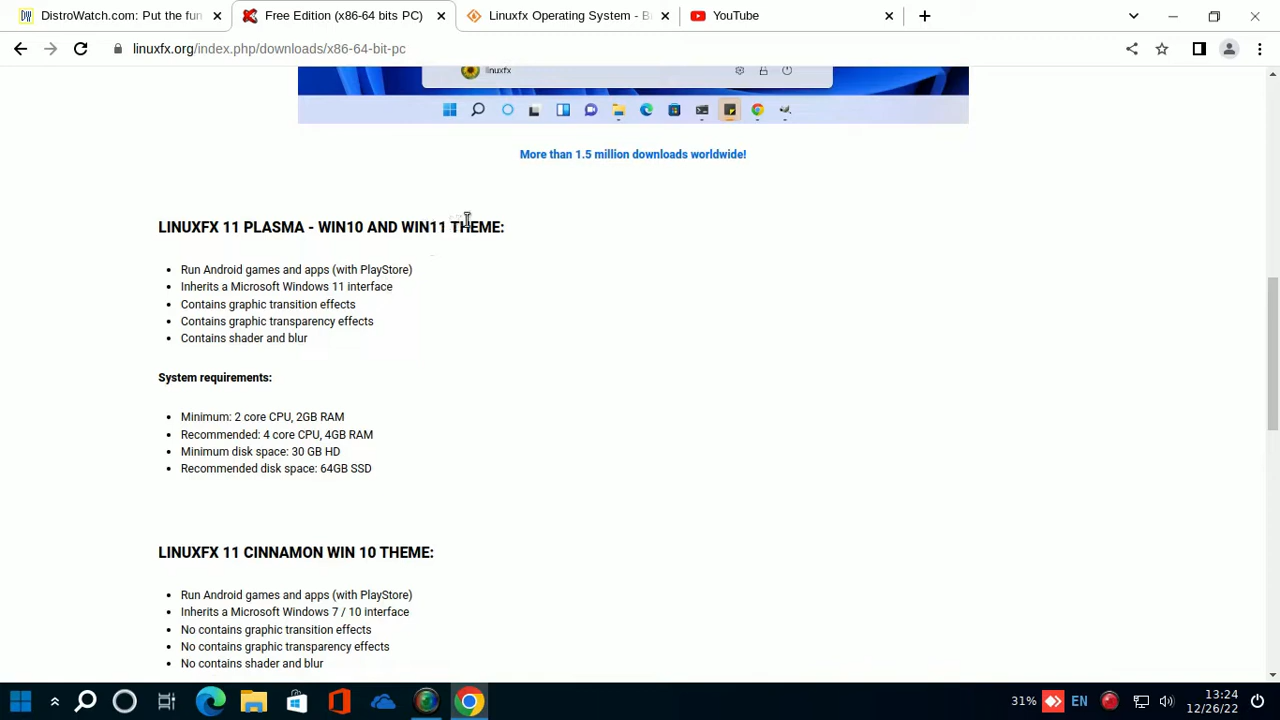 DistroWatch.com: Put the fun
Free Edition (x86-64 bits PC)
Linuxfx Operating System - B
YouTube
linuxfx.org/index.php/downloads/x86-64-bit-pc
linuxfx
More than 1.5 million downloads worldwide!
LINUXFX 11 PLASMA - WIN10 AND WIN11 THEME:
Run Android games and apps (with PlayStore)
Inherits a Microsoft Windows 11 interface
Contains graphic transition effects
Contains graphic transparency effects
Contains shader and blur
System requirements:
Minimum: 2 core CPU, 2GB RAM
Recommended: 4 core CPU, 4GB RAM
Minimum disk space: 30 GB HD
Recommended disk space: 64GB SSD
LINUXFX 11 CINNAMON WIN 10 THEME:
Run Android games and apps (with PlayStore)
Inherits a Microsoft Windows 7 / 10 interface
No contains graphic transition effects
No contains graphic transparency effects
No contains shader and blur
31% EN 13:24
12/26/22